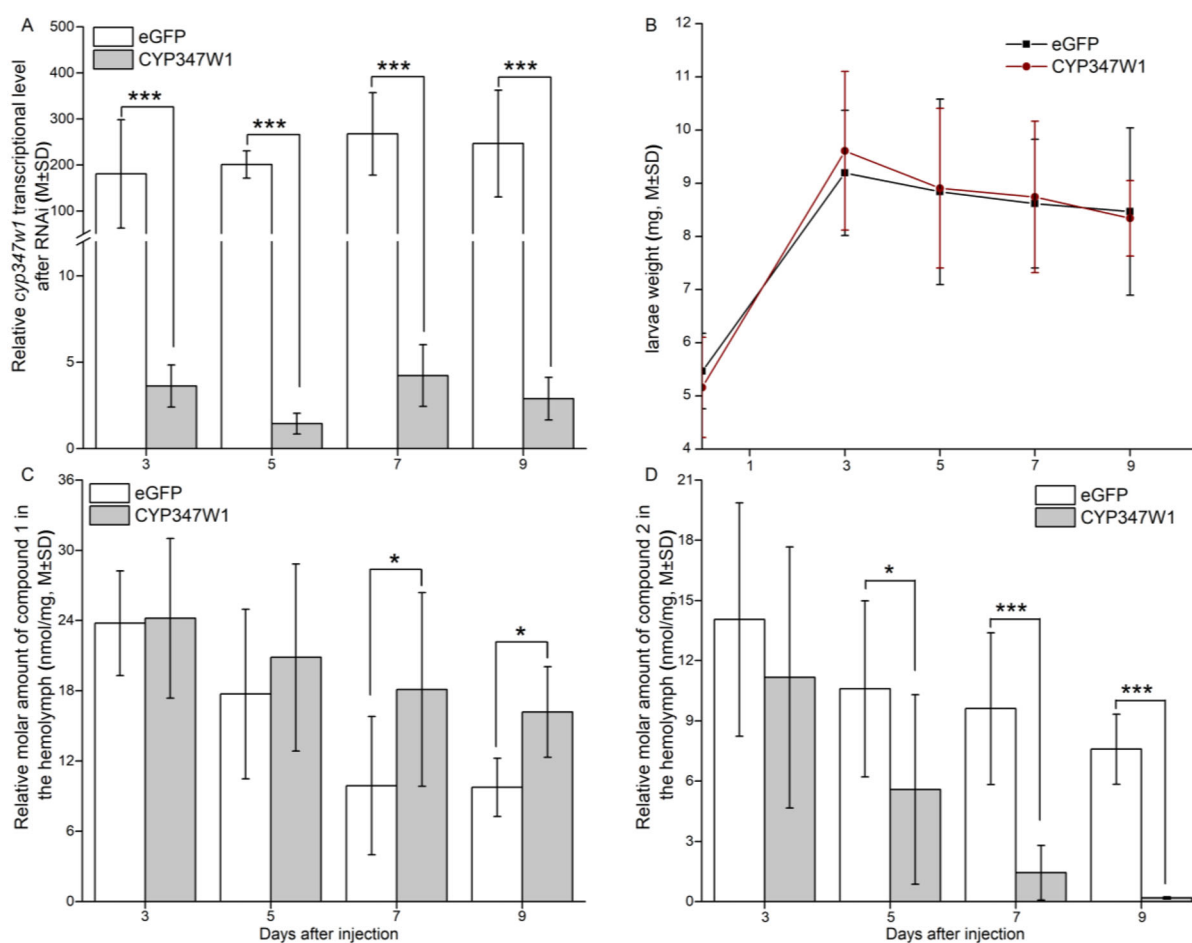 A
Relative cyp347w1 transcriptional level
after RNAi (M±SD)
500
400
300
200
100
10
5
0
eGFP
CYP347W1
***
***
***
***
3
5
7
9
B
larvae weight (mg, M±SD)
12
11
10
9
8
7
6
5
4
eGFP
CYP347W1
1
3
5
7
9
C
Relative molar amount of compound 1 in
the hemolymph (nmol/mg, M±SD)
36
30
24
18
12
6
0
eGFP
CYP347W1
*
*
3
5
7
9
Days after injection
D
Relative molar amount of compound 2 in
the hemolymph (nmol/mg, M±SD)
21
18
15
12
9
6
3
0
eGFP
CYP347W1
*
***
***
3
5
7
9
Days after injection